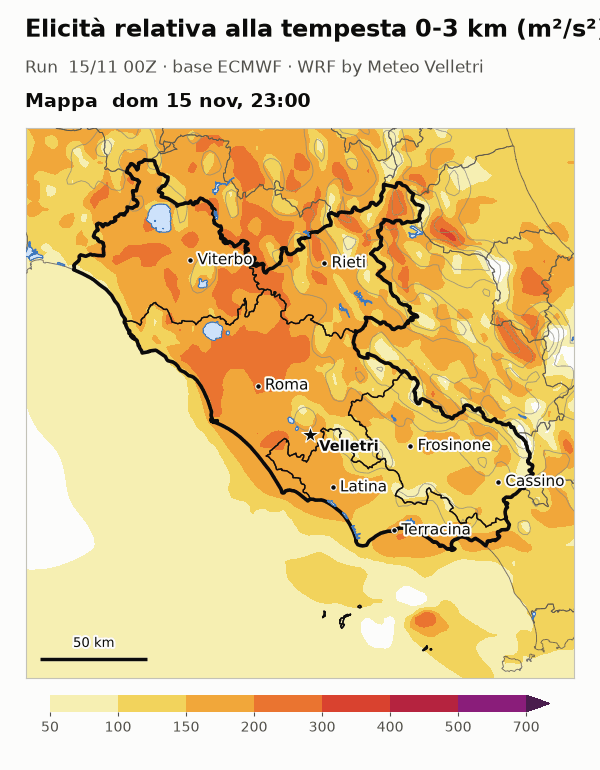 Elicità relativa alla tempesta 0-3 km (m²/s²)
Run 15/11 00Z · base ECMWF · WRF by Meteo Velletri
Mappa dom 15 nov, 23:00
Viterbo
Rieti
Roma
Velletri
Frosinone
Cassino
Latina
Terracina
50 km
50 100 150 200 300 400 500 700